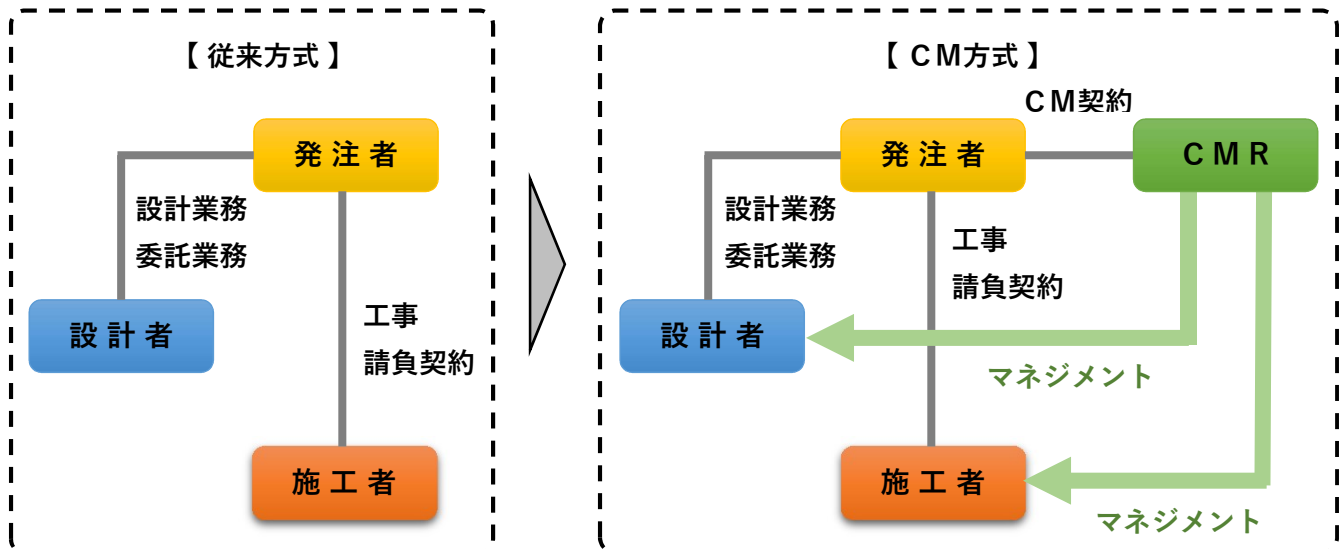 【 従来方式 】
発 注 者
設計業務
委託業務
設 計 者
工事
請負契約
施 工 者
【 ＣＭ方式 】
ＣＭ契約
発 注 者
ＣＭＲ
設計業務
委託業務
工事
請負契約
設 計 者
マネジメント
施 工 者
マネジメント